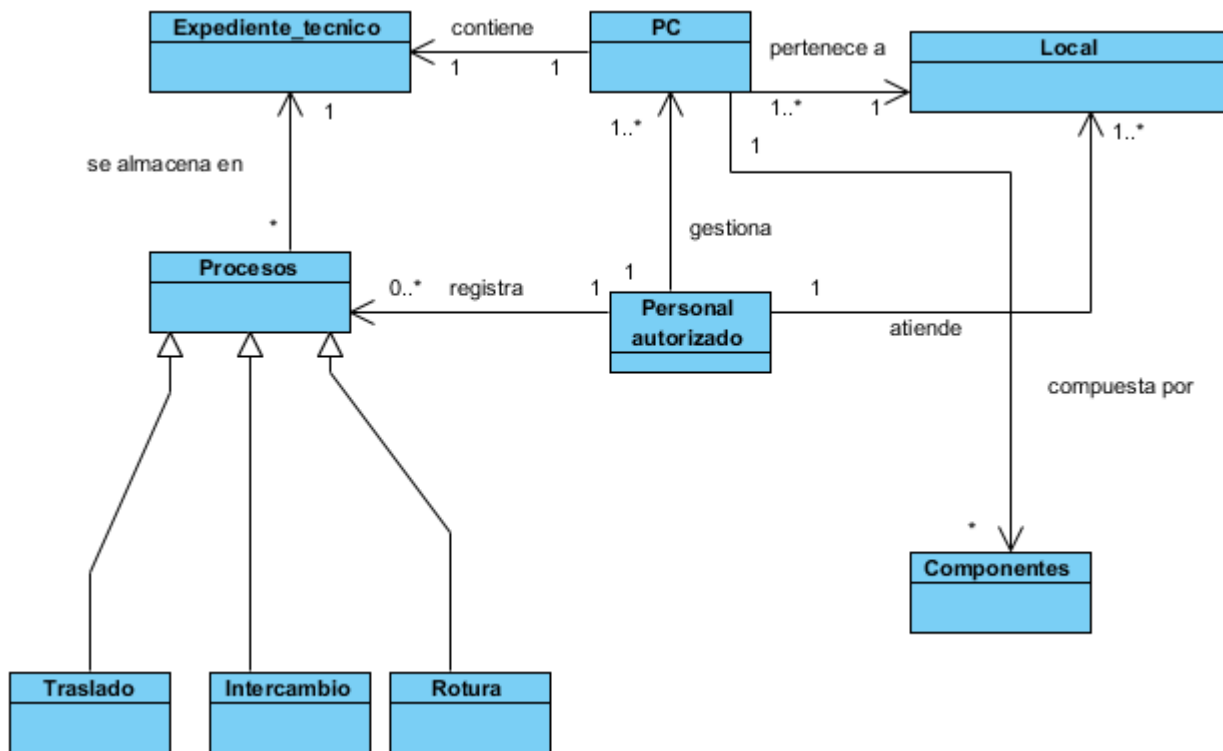 Expediente_tecnico
contiene
PC
pertenece a
Local
1
1
1
1..*
1
1..*
1..*
1
se almacena en
gestiona
*
Procesos
0..*
registra
1
1
Personal
autorizado
1
atiende
compuesta por
*
Componentes
Traslado
Intercambio
Rotura